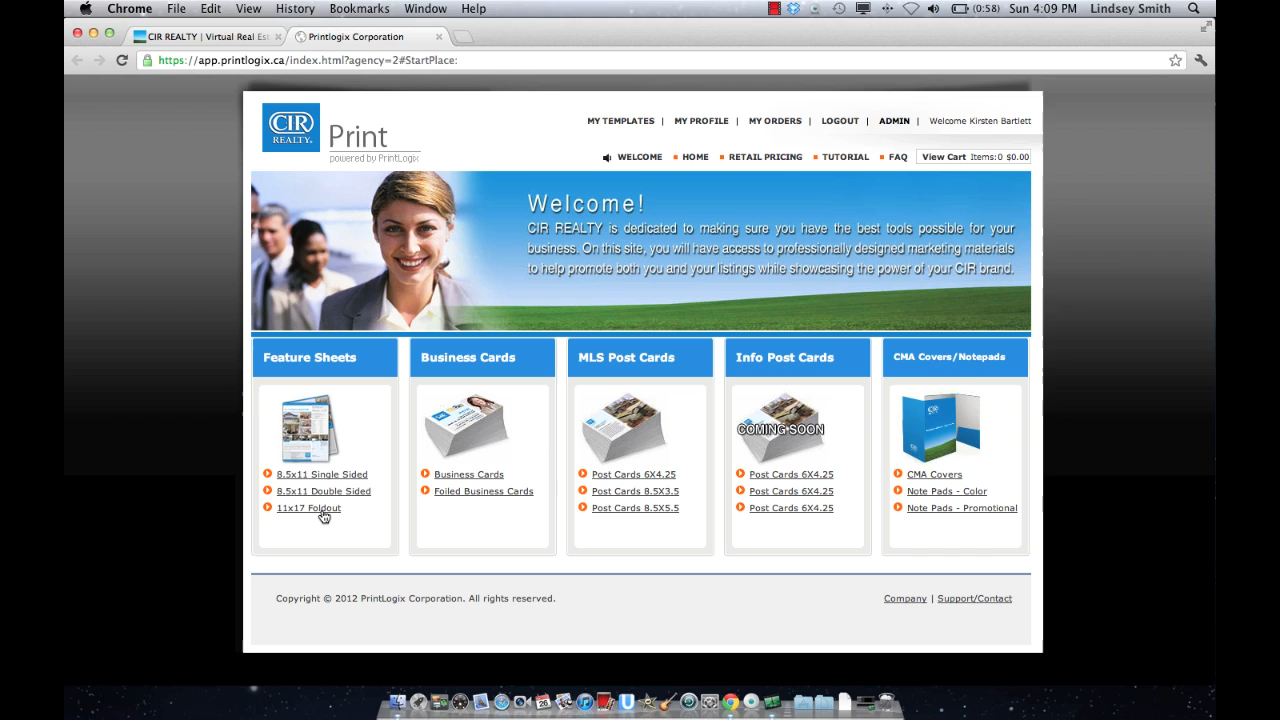 Chrome File Edit View History Bookmarks Window Help (0:58) Sun 4:09 PM Lindsey Smith
CIR REALTY | Virtual Real Est Printlogix Corporation
https://app.printlogix.ca/index.html?agency=2#StartPlace:
CIR REALTY Print powered by PrintLogix
MY TEMPLATES | MY PROFILE | MY ORDERS | LOGOUT | ADMIN | Welcome Kirsten Bartlett
WELCOME HOME RETAIL PRICING TUTORIAL FAQ View Cart Items:0 $0.00
Welcome!
CIR REALTY is dedicated to making sure you have the best tools possible for your
business. On this site, you will have access to professionally designed marketing materials
to help promote both you and your listings while showcasing the power of your CIR brand.
Feature Sheets
8.5x11 Single Sided
8.5x11 Double Sided
11x17 Foldout
Business Cards
Business Cards
Foiled Business Cards
MLS Post Cards
Post Cards 6X4.25
Post Cards 8.5X3.5
Post Cards 8.5X5.5
Info Post Cards
COMING SOON
Post Cards 6X4.25
Post Cards 6X4.25
Post Cards 6X4.25
CMA Covers/Notepads
CMA Covers
Note Pads - Color
Note Pads - Promotional
Copyright © 2012 PrintLogix Corporation. All rights reserved.
Company | Support/Contact